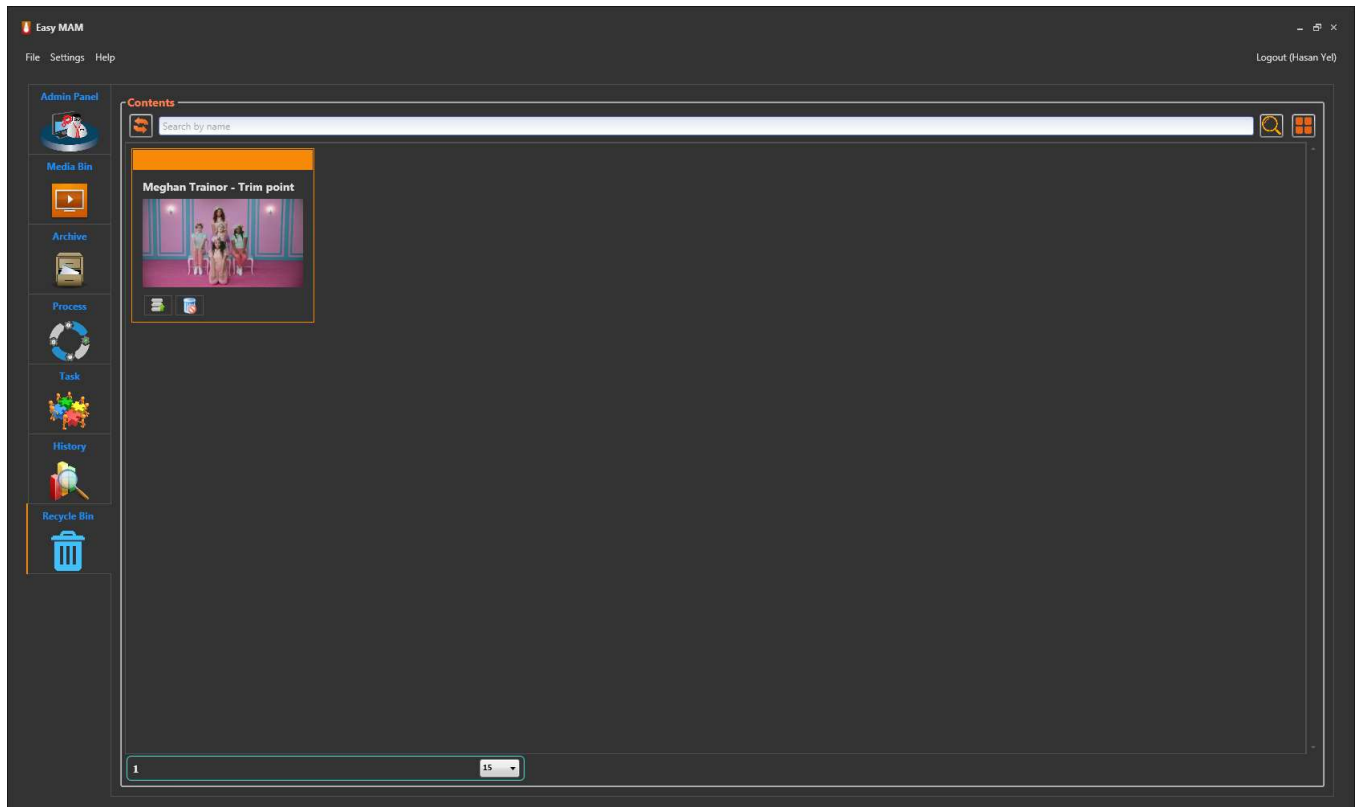 Easy MAM
File Settings Help
Logout (Hasan Yel)
Admin Panel
Media Bin
Archive
Process
Task
History
Recycle Bin
Contents
Search by name
Meghan Trainor - Trim point
1
15